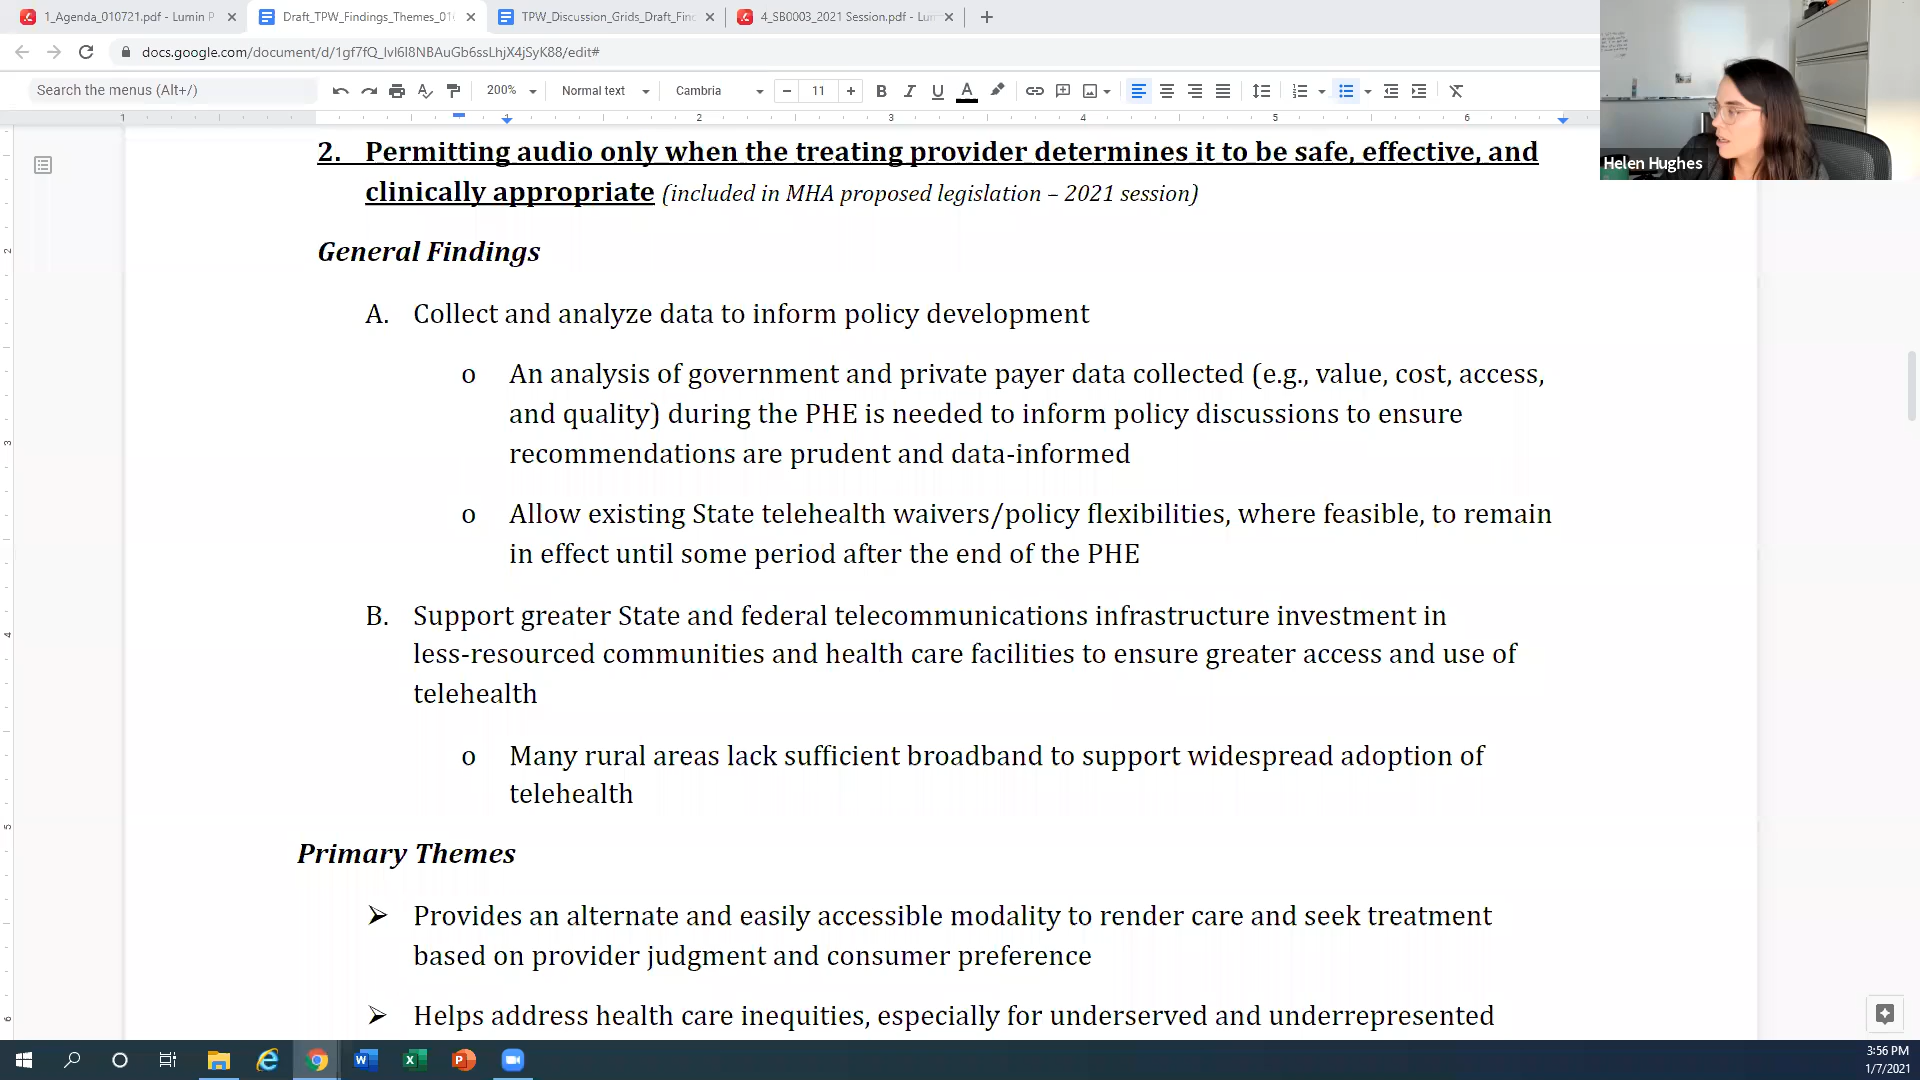 1_Agenda_010721.pdf - Lumin P
Draft_TPW_Findings_Themes_01
TPW_Discussion_Grids_Draft_Fin
4_SB0003_2021 Session.pdf - Lum
docs.google.com/document/d/1gf7fQ_lvl6l8NBAuGb6ssLhjX4jSyK88/edit#
Search the menus (Alt+/)
200%
Normal text
Cambria
11
B I U A
1 1 2 3 4 5 6
2. Permitting audio only when the treating provider determines it to be safe, effective, and
clinically appropriate (included in MHA proposed legislation – 2021 session)
General Findings
A. Collect and analyze data to inform policy development
o An analysis of government and private payer data collected (e.g., value, cost, access,
and quality) during the PHE is needed to inform policy discussions to ensure
recommendations are prudent and data-informed
o Allow existing State telehealth waivers/policy flexibilities, where feasible, to remain
in effect until some period after the end of the PHE
B. Support greater State and federal telecommunications infrastructure investment in
less-resourced communities and health care facilities to ensure greater access and use of
telehealth
o Many rural areas lack sufficient broadband to support widespread adoption of
telehealth
Primary Themes
➢ Provides an alternate and easily accessible modality to render care and seek treatment
based on provider judgment and consumer preference
➢ Helps address health care inequities, especially for underserved and underrepresented
Helen Hughes
3:56 PM
1/7/2021